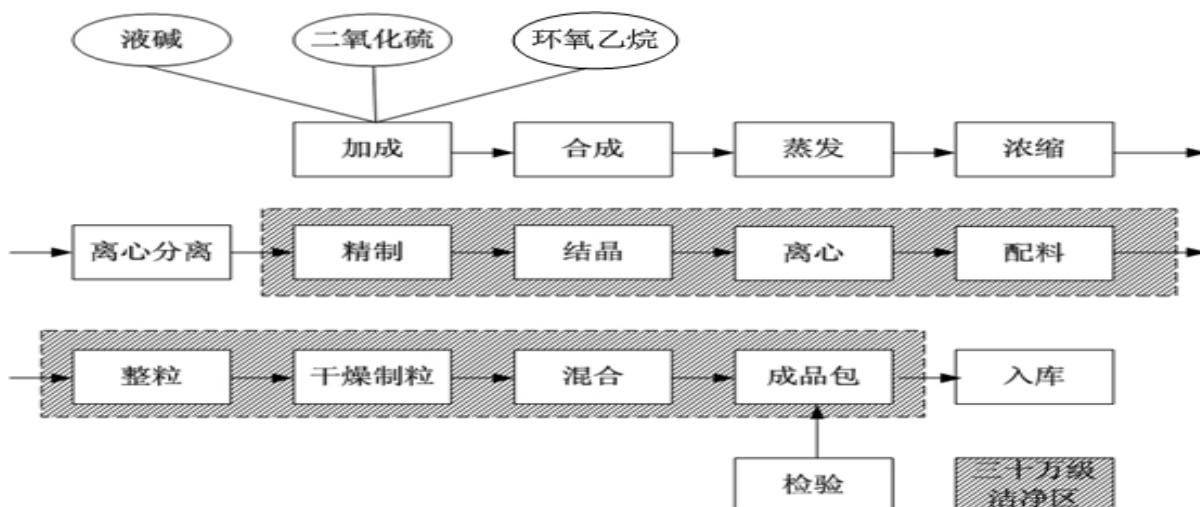 液碱
二氧化硫
环氧乙烷
加成
合成
蒸发
浓缩
离心分离
精制
结晶
离心
配料
整粒
干燥制粒
混合
成品包
入库
检验
三十万级
洁净区